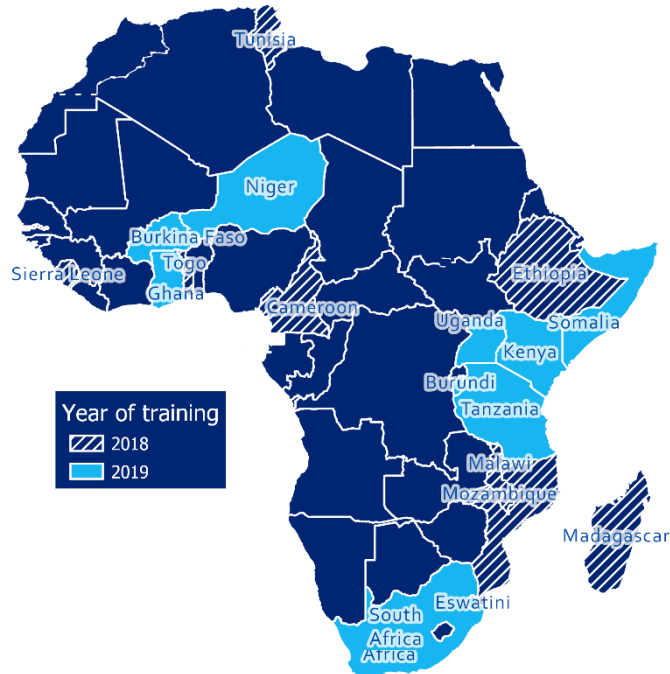 Tunisia
Niger
Burkina Faso
Togo
Sierra Leone
Ghana
Cameroon
Ethiopia
Uganda
Somalia
Kenya
Burundi
Tanzania
Year of training
2018
2019
Malawi
Mozambique
Madagascar
Eswatini
South
Africa
Africa